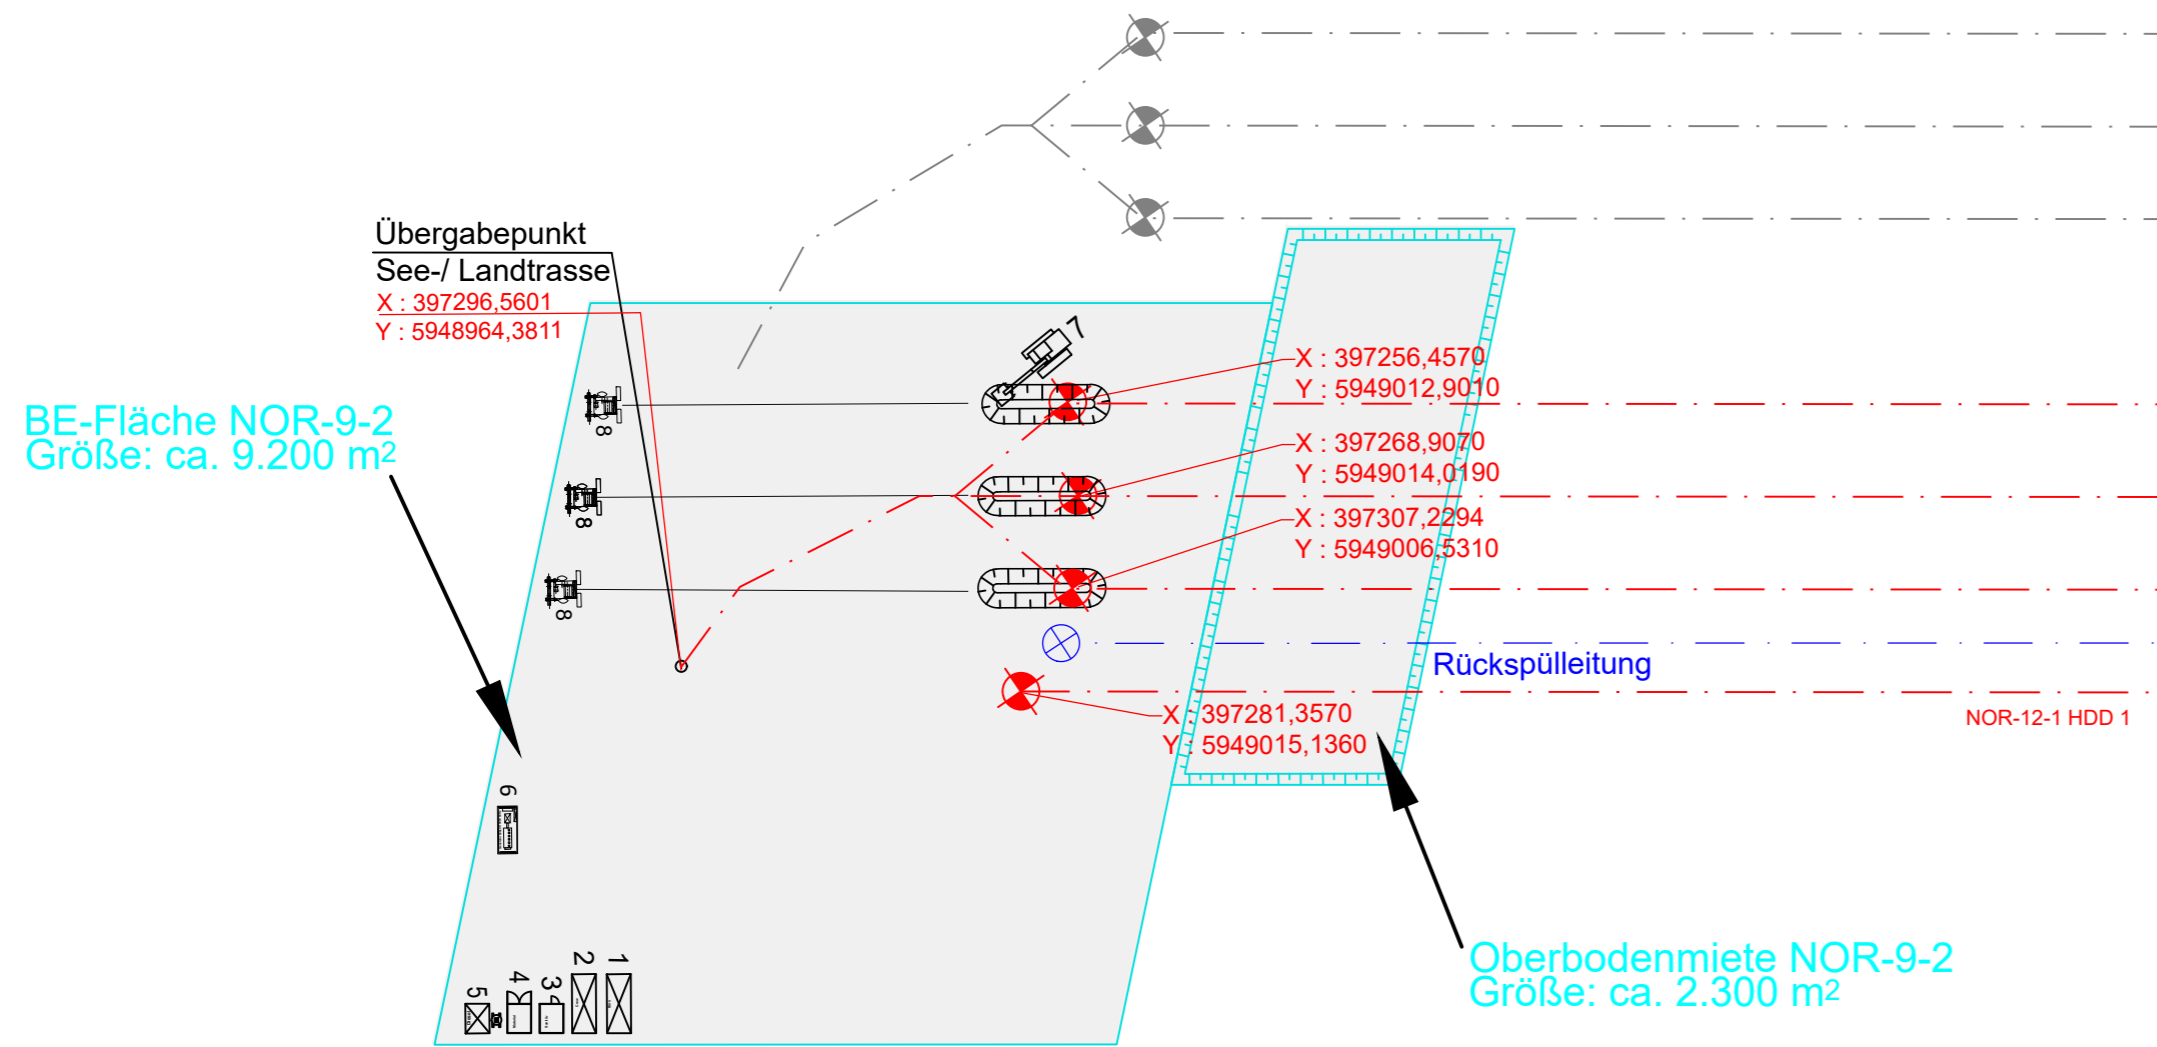 Übergabepunkt
See-/ Landtrasse
X : 397296,5601
Y : 5948964,3811
7
X : 397256,4570
Y : 5949012,9010
BE-Fläche NOR-9-2
Größe: ca. 9.200 m²
8
X : 397268,9070
Y : 5949014,0190
8
X : 397307,2294
Y : 5949006,5310
8
Rückspülleitung
X : 397281,3570
Y : 5949015,1360
NOR-12-1 HDD 1
6
Oberbodenmiete NOR-9-2
Größe: ca. 2.300 m²
5
4
3
2
1